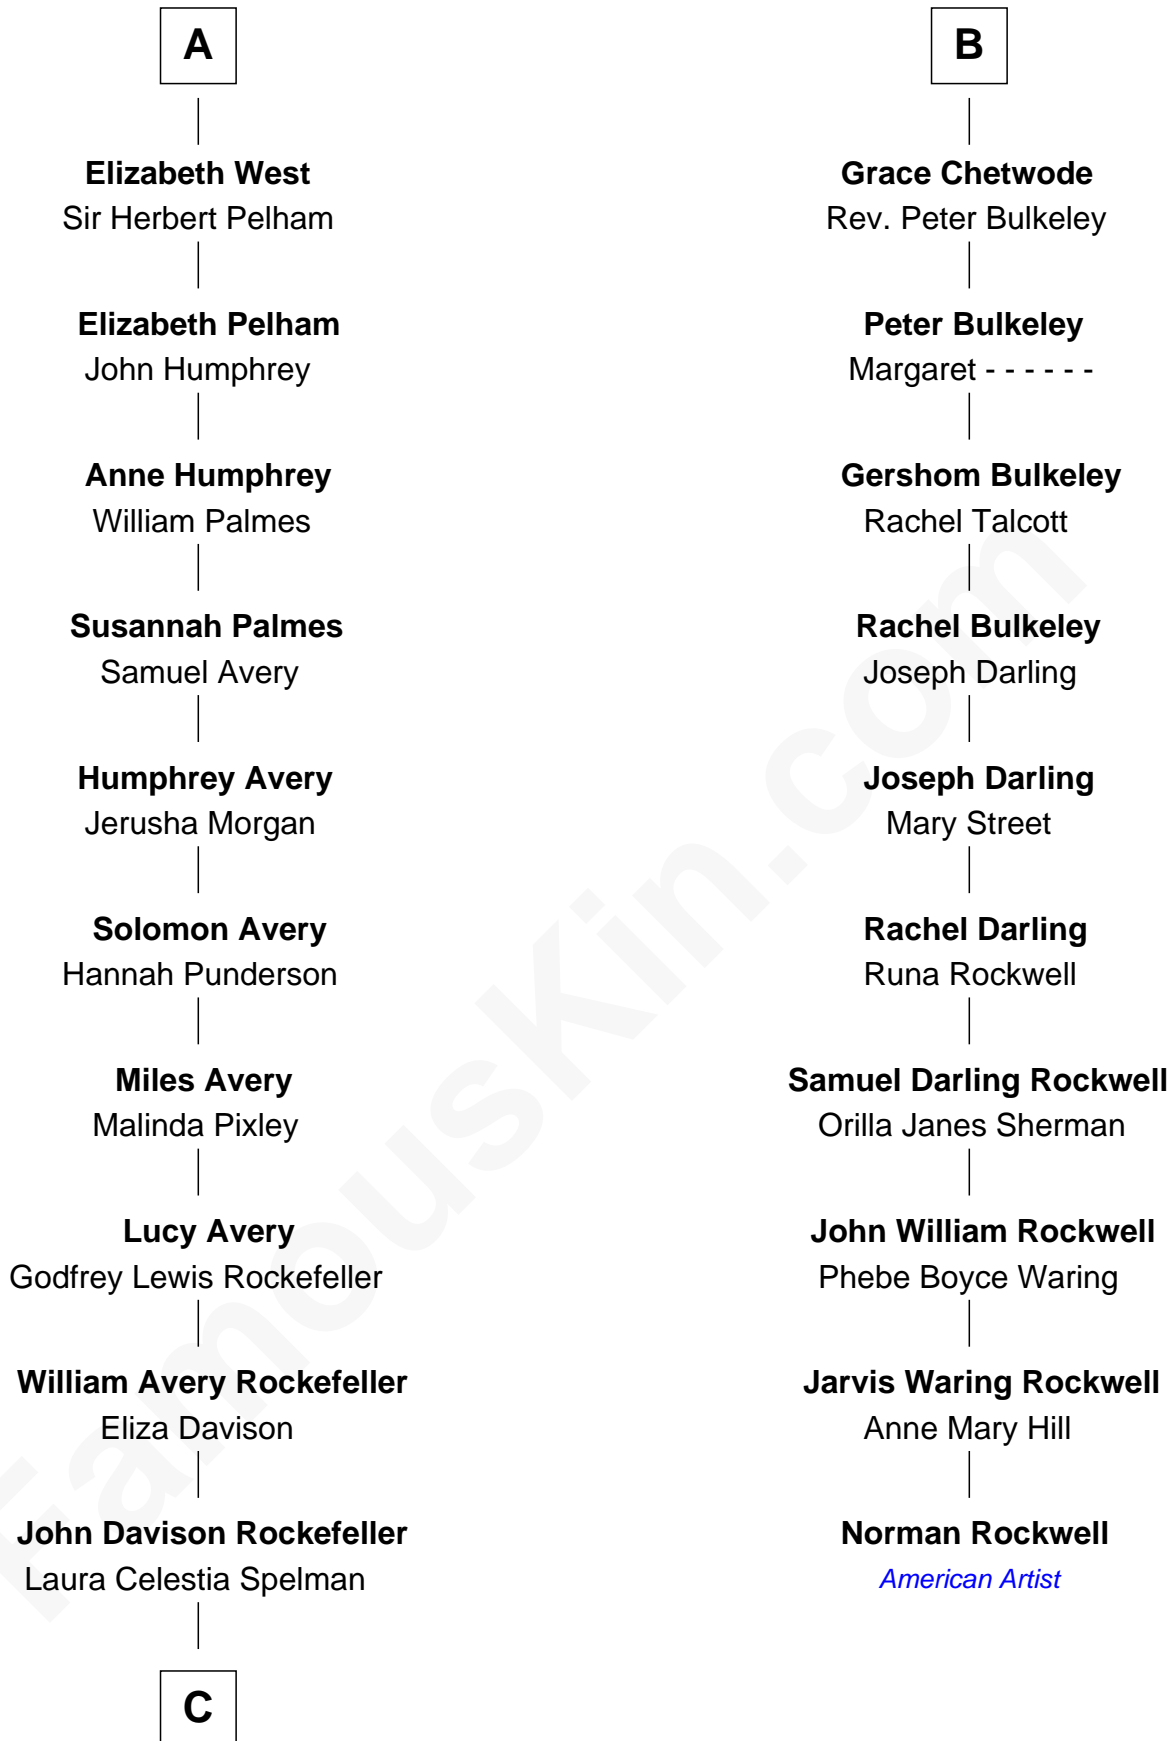 A
Elizabeth West
Sir Herbert Pelham
Elizabeth Pelham
John Humphrey
Anne Humphrey
William Palmes
Susannah Palmes
Samuel Avery
Humphrey Avery
Jerusha Morgan
Solomon Avery
Hannah Punderson
Miles Avery
Malinda Pixley
Lucy Avery
Godfrey Lewis Rockefeller
William Avery Rockefeller
Eliza Davison
John Davison Rockefeller
Laura Celestia Spelman
C
B
Grace Chetwode
Rev. Peter Bulkeley
Peter Bulkeley
Margaret - - - - - -
Gershom Bulkeley
Rachel Talcott
Rachel Bulkeley
Joseph Darling
Joseph Darling
Mary Street
Rachel Darling
Runa Rockwell
Samuel Darling Rockwell
Orilla Janes Sherman
John William Rockwell
Phebe Boyce Waring
Jarvis Waring Rockwell
Anne Mary Hill
Norman Rockwell
American Artist
FamousKin.com